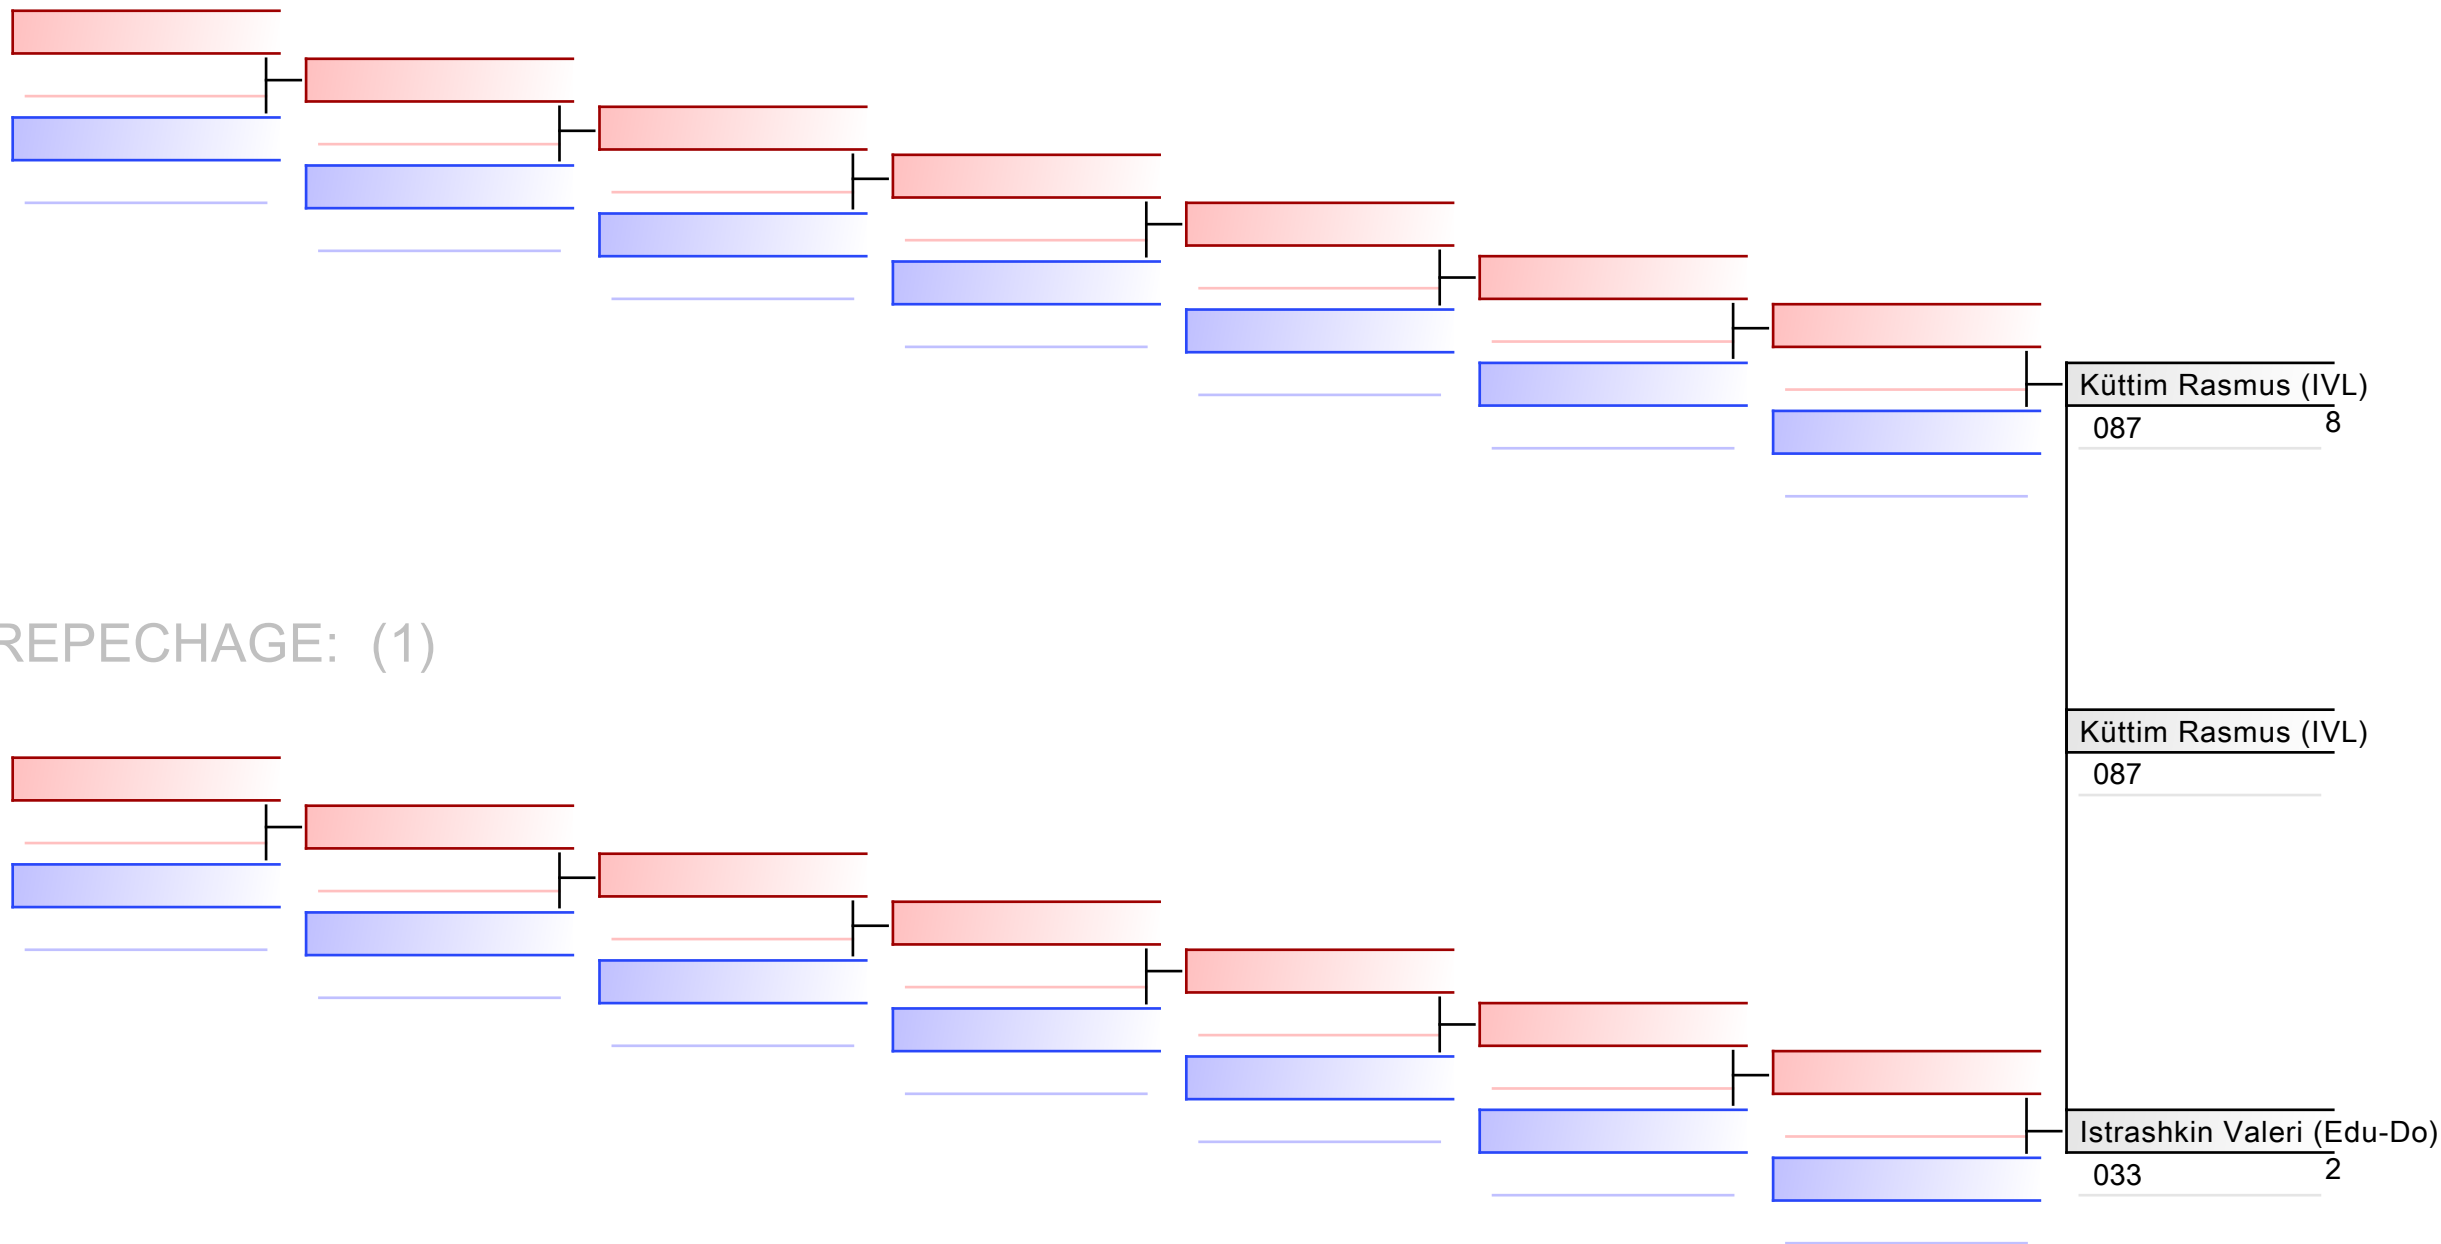 Küttim Rasmus (IVL)
087 8
REPECHAGE: (1)
Küttim Rasmus (IVL)
087
Istrashkin Valeri (Edu-Do)
033 2